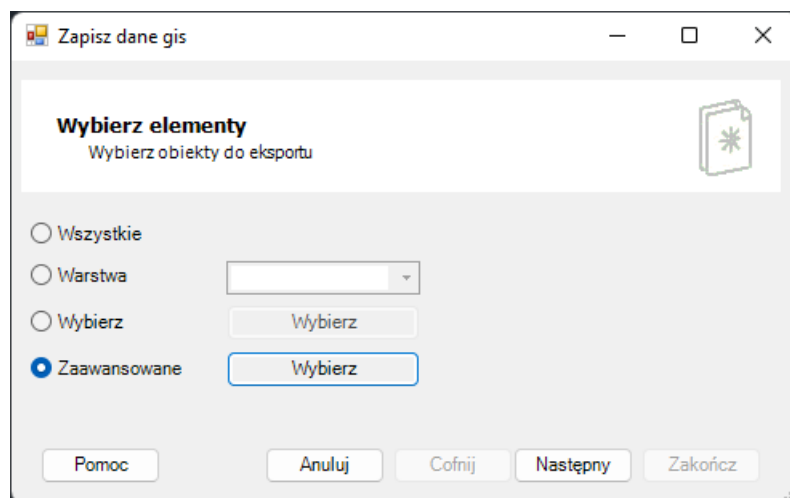 Zapisz dane gis
Wybierz elementy
Wybierz obiekty do eksportu
Wszystkie
Warstwa
Wybierz Wybierz
Zaawansowane Wybierz
Pomoc Anuluj Cofnij Następny Zakończ